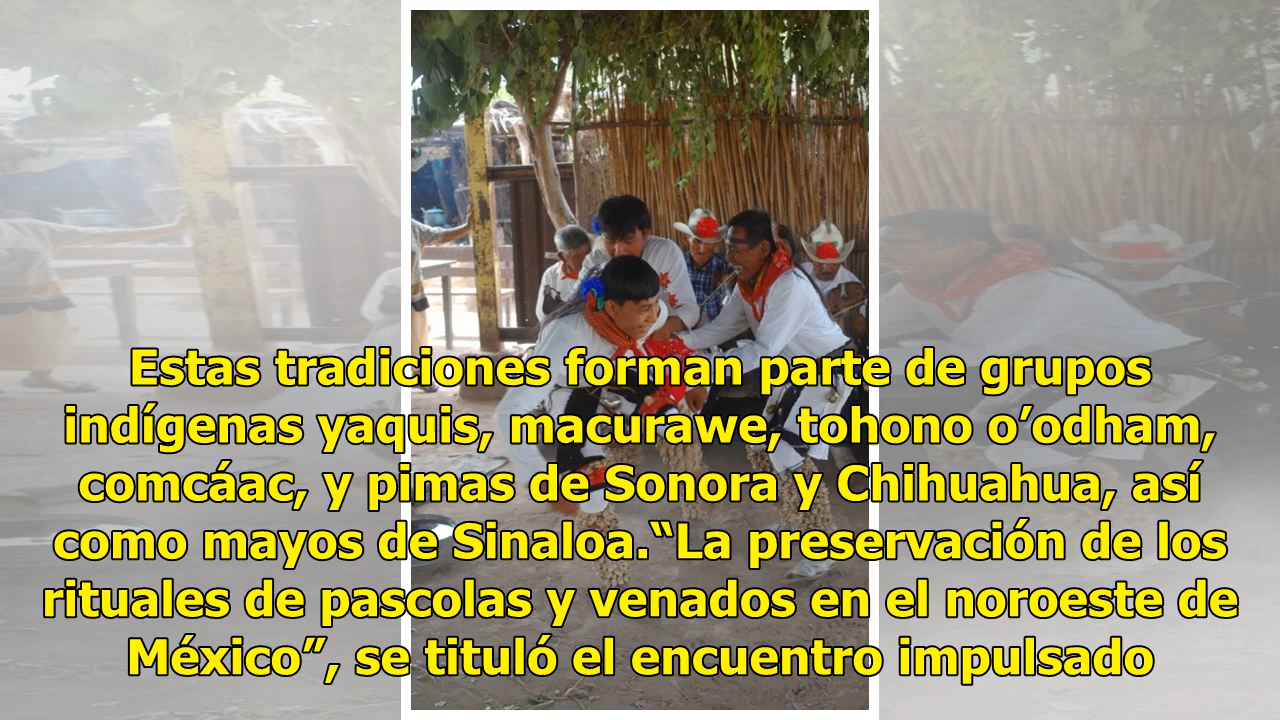 Estas tradiciones forman parte de grupos
indígenas yaquis, macurawe, tohono o’odham,
comcáac, y pimas de Sonora y Chihuahua, así
como mayos de Sinaloa.“La preservación de los
rituales de pascolas y venados en el noroeste de
México”, se tituló el encuentro impulsado